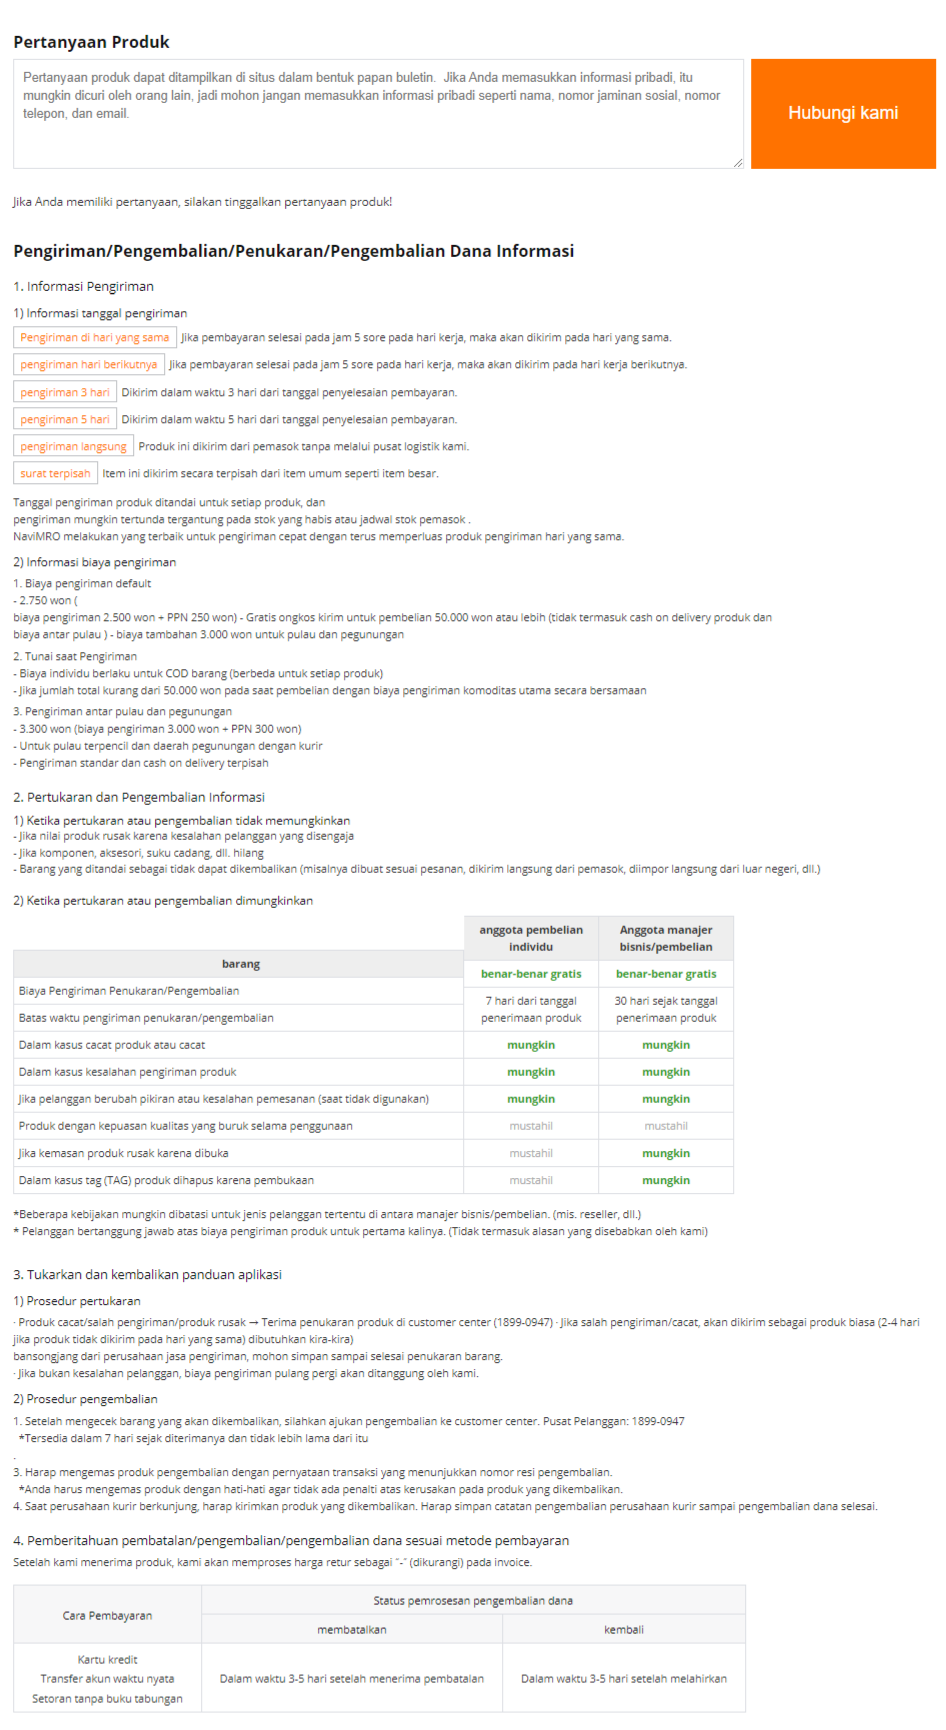 Pertanyaan Produk
Pertanyaan produk dapat ditampilkan di situs dalam bentuk papan buletin.  Jika Anda memasukkan informasi pribadi, itu
mungkin dicuri oleh orang lain, jadi mohon jangan memasukkan informasi pribadi seperti nama, nomor jaminan sosial, nomor
telepon, dan email.
Hubungi kami
Jika Anda memiliki pertanyaan, silakan tinggalkan pertanyaan produk!
Pengiriman/Pengembalian/Penukaran/Pengembalian Dana Informasi
1. Informasi Pengiriman
1) Informasi tanggal pengiriman
Pengiriman di hari yang sama Jika pembayaran selesai pada jam 5 sore pada hari kerja, maka akan dikirim pada hari yang sama.
pengiriman hari berikutnya Jika pembayaran selesai pada jam 5 sore pada hari kerja, maka akan dikirim pada hari kerja berikutnya.
pengiriman 3 hari Dikirim dalam waktu 3 hari dari tanggal penyelesaian pembayaran.
pengiriman 5 hari Dikirim dalam waktu 5 hari dari tanggal penyelesaian pembayaran.
pengiriman langsung Produk ini dikirim dari pemasok tanpa melalui pusat logistik kami.
surat terpisah Item ini dikirim secara terpisah dari item umum seperti item besar.
Tanggal pengiriman produk ditandai untuk setiap produk, dan
pengiriman mungkin tertunda tergantung pada stok yang habis atau jadwal stok pemasok .
NaviMRO melakukan yang terbaik untuk pengiriman cepat dengan terus memperluas produk pengiriman hari yang sama.
2) Informasi biaya pengiriman
1. Biaya pengiriman default
- 2.750 won (
biaya pengiriman 2.500 won + PPN 250 won) - Gratis ongkos kirim untuk pembelian 50.000 won atau lebih (tidak termasuk cash on delivery produk dan
biaya antar pulau ) - biaya tambahan 3.000 won untuk pulau dan pegunungan
2. Tunai saat Pengiriman
- Biaya individu berlaku untuk COD barang (berbeda untuk setiap produk)
- Jika jumlah total kurang dari 50.000 won pada saat pembelian dengan biaya pengiriman komoditas utama secara bersamaan
3. Pengiriman antar pulau dan pegunungan
- 3.300 won (biaya pengiriman 3.000 won + PPN 300 won)
- Untuk pulau terpencil dan daerah pegunungan dengan kurir
- Pengiriman standar dan cash on delivery terpisah
2. Pertukaran dan Pengembalian Informasi
1) Ketika pertukaran atau pengembalian tidak memungkinkan
- Jika nilai produk rusak karena kesalahan pelanggan yang disengaja
- Jika komponen, aksesori, suku cadang, dll. hilang
- Barang yang ditandai sebagai tidak dapat dikembalikan (misalnya dibuat sesuai pesanan, dikirim langsung dari pemasok, diimpor langsung dari luar negeri, dll.)
2) Ketika pertukaran atau pengembalian dimungkinkan
anggota pembelian
individu
Anggota manajer
bisnis/pembelian
barang
benar-benar gratis
benar-benar gratis
Biaya Pengiriman Penukaran/Pengembalian
7 hari dari tanggal
penerimaan produk
30 hari sejak tanggal
penerimaan produk
Batas waktu pengiriman penukaran/pengembalian
Dalam kasus cacat produk atau cacat
mungkin
mungkin
Dalam kasus kesalahan pengiriman produk
mungkin
mungkin
Jika pelanggan berubah pikiran atau kesalahan pemesanan (saat tidak digunakan)
mungkin
mungkin
Produk dengan kepuasan kualitas yang buruk selama penggunaan
mustahil
mustahil
Jika kemasan produk rusak karena dibuka
mustahil
mungkin
Dalam kasus tag (TAG) produk dihapus karena pembukaan
mustahil
mungkin
*Beberapa kebijakan mungkin dibatasi untuk jenis pelanggan tertentu di antara manajer bisnis/pembelian. (mis. reseller, dll.)
* Pelanggan bertanggung jawab atas biaya pengiriman produk untuk pertama kalinya. (Tidak termasuk alasan yang disebabkan oleh kami)
3. Tukarkan dan kembalikan panduan aplikasi
1) Prosedur pertukaran
· Produk cacat/salah pengiriman/produk rusak → Terima penukaran produk di customer center (1899-0947) · Jika salah pengiriman/cacat, akan dikirim sebagai produk biasa (2-4 hari
jika produk tidak dikirim pada hari yang sama) dibutuhkan kira-kira)
bansongjang dari perusahaan jasa pengiriman, mohon simpan sampai selesai penukaran barang.
· Jika bukan kesalahan pelanggan, biaya pengiriman pulang pergi akan ditanggung oleh kami.
2) Prosedur pengembalian
1. Setelah mengecek barang yang akan dikembalikan, silahkan ajukan pengembalian ke customer center. Pusat Pelanggan: 1899-0947
*Tersedia dalam 7 hari sejak diterimanya dan tidak lebih lama dari itu
.
3. Harap mengemas produk pengembalian dengan pernyataan transaksi yang menunjukkan nomor resi pengembalian.
*Anda harus mengemas produk dengan hati-hati agar tidak ada penalti atas kerusakan pada produk yang dikembalikan.
4. Saat perusahaan kurir berkunjung, harap kirimkan produk yang dikembalikan. Harap simpan catatan pengembalian perusahaan kurir sampai pengembalian dana selesai.
4. Pemberitahuan pembatalan/pengembalian/pengembalian dana sesuai metode pembayaran
Setelah kami menerima produk, kami akan memproses harga retur sebagai "-" (dikurangi) pada invoice.
Cara Pembayaran
Status pemrosesan pengembalian dana
membatalkan
kembali
Kartu kredit
Transfer akun waktu nyata
Setoran tanpa buku tabungan
Dalam waktu 3-5 hari setelah menerima pembatalan
Dalam waktu 3-5 hari setelah melahirkan